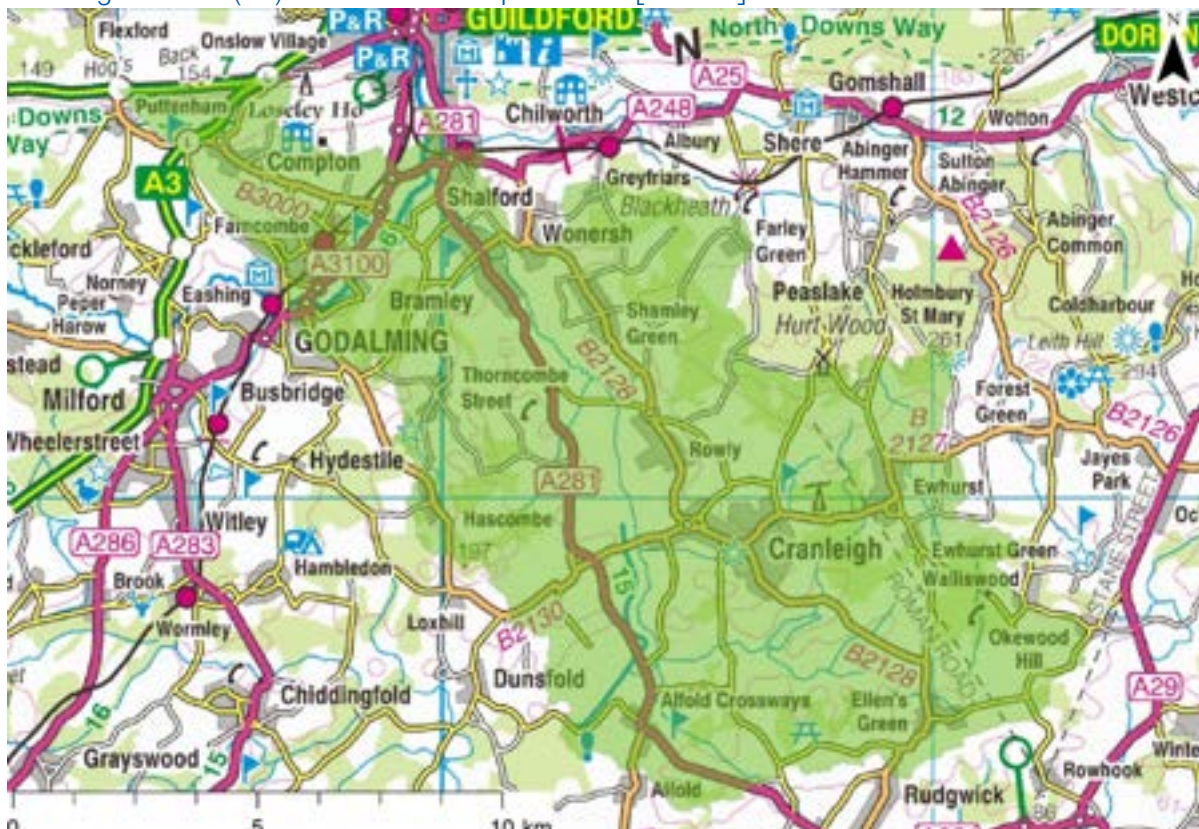 P&R
GUILDFORD
Flexford
Onslow Village
North Downs Way
N
N
149
Hog's
Back
154
7
P&R
226
183
A25
Gomshall
Puttenham
Loseley Ho
A281
Chilworth
A248
12
Wotton
Downs
Way
Compton
Albury
Shere
Abinger
Hammer
Sutton
Abinger
A3
B3000
Shalford
Greyfriars
Blackheath
B2126
Farncombe
6
Wonersh
Farley
Green
Abinger
Common
Norney
Eashing
A3100
Peper
Harow
Bramley
Shamley
Green
Peaslake
Holmbury
St Mary
Coldharbour
GODALMING
Hurt Wood
261
Leith Hill
294
Milford
Busbridge
Thorncombe
Street
B2128
Forest
Green
B2126
Wheelerstreet
Hydestile
Rowly
B
2127
Jayes
Park
A281
Ewhurst
Witley
Hascombe
STANE STREET
A286
A283
197
Cranleigh
Ewhurst Green
Brook
Hambledon
15
Walliswood
Wormley
Loxhill
B2130
ROMAN ROAD
Okewood
Hill
B2128
Dunsfold
A29
Chiddingfold
Alfold Crossways
Ellen's
Green
16
Grayswood
15
Alfold
Rudgwick
Rowhook
86
0
5
10 km